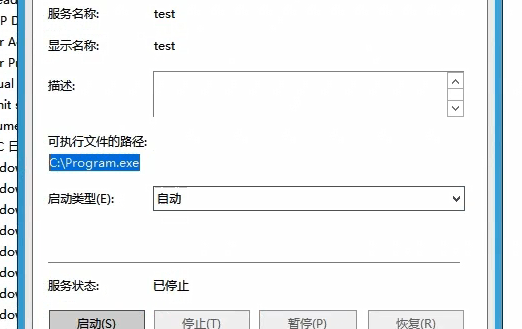 服务名称: test
显示名称: test
描述:
可执行文件的路径:
C:\Program.exe
启动类型(E): 自动
服务状态: 已停止
启动(S) 停止(T) 暂停(P) 恢复(R)